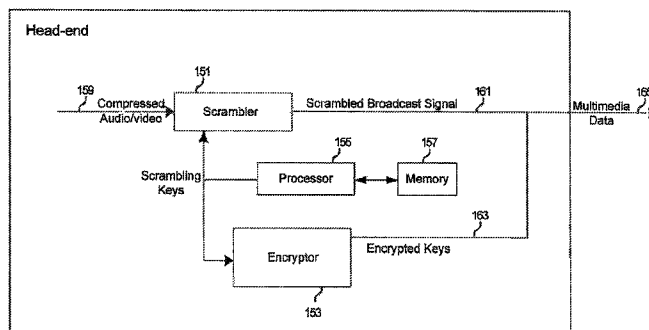 Head-end
151
159
Compressed
Audio/video
Scrambler
Scrambled Broadcast Signal
161
Multimedia
Data
165
Scrambling
Keys
155
Processor
157
Memory
163
Encrypted Keys
Encryptor
153